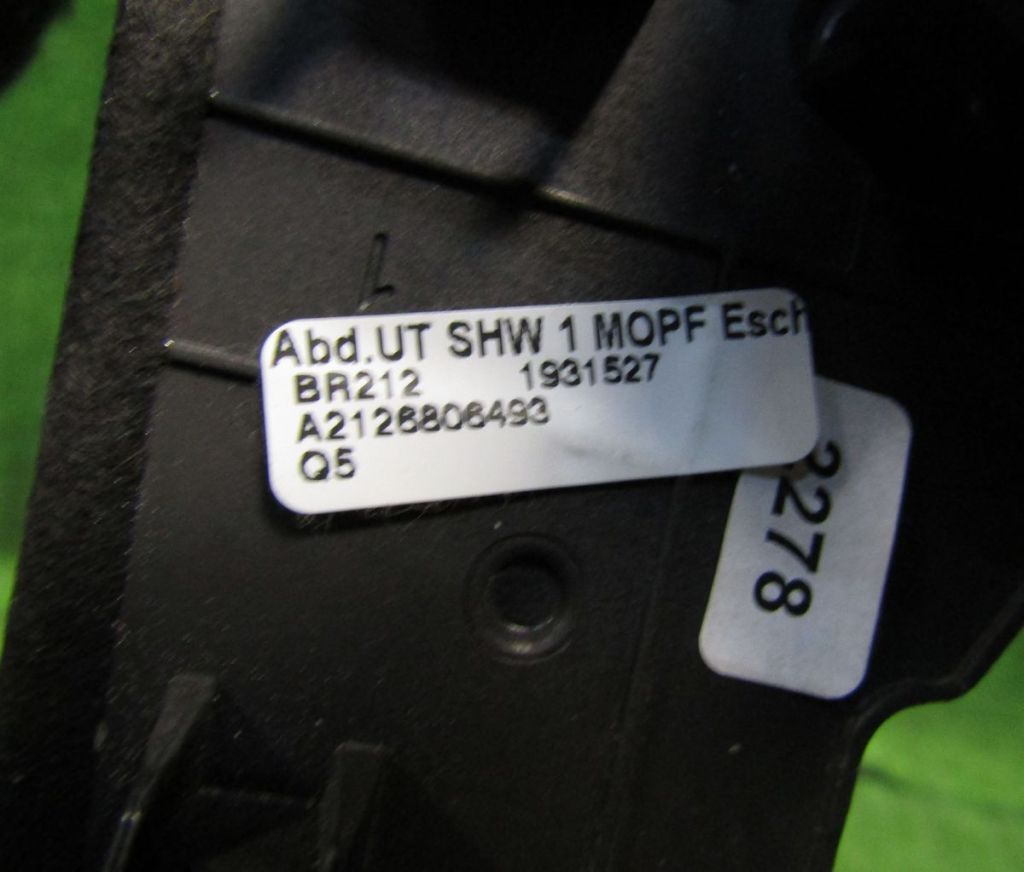 Abd.UT SHW 1 MOPF Esch
BR212 1931527
A2126806493
Q5
2278